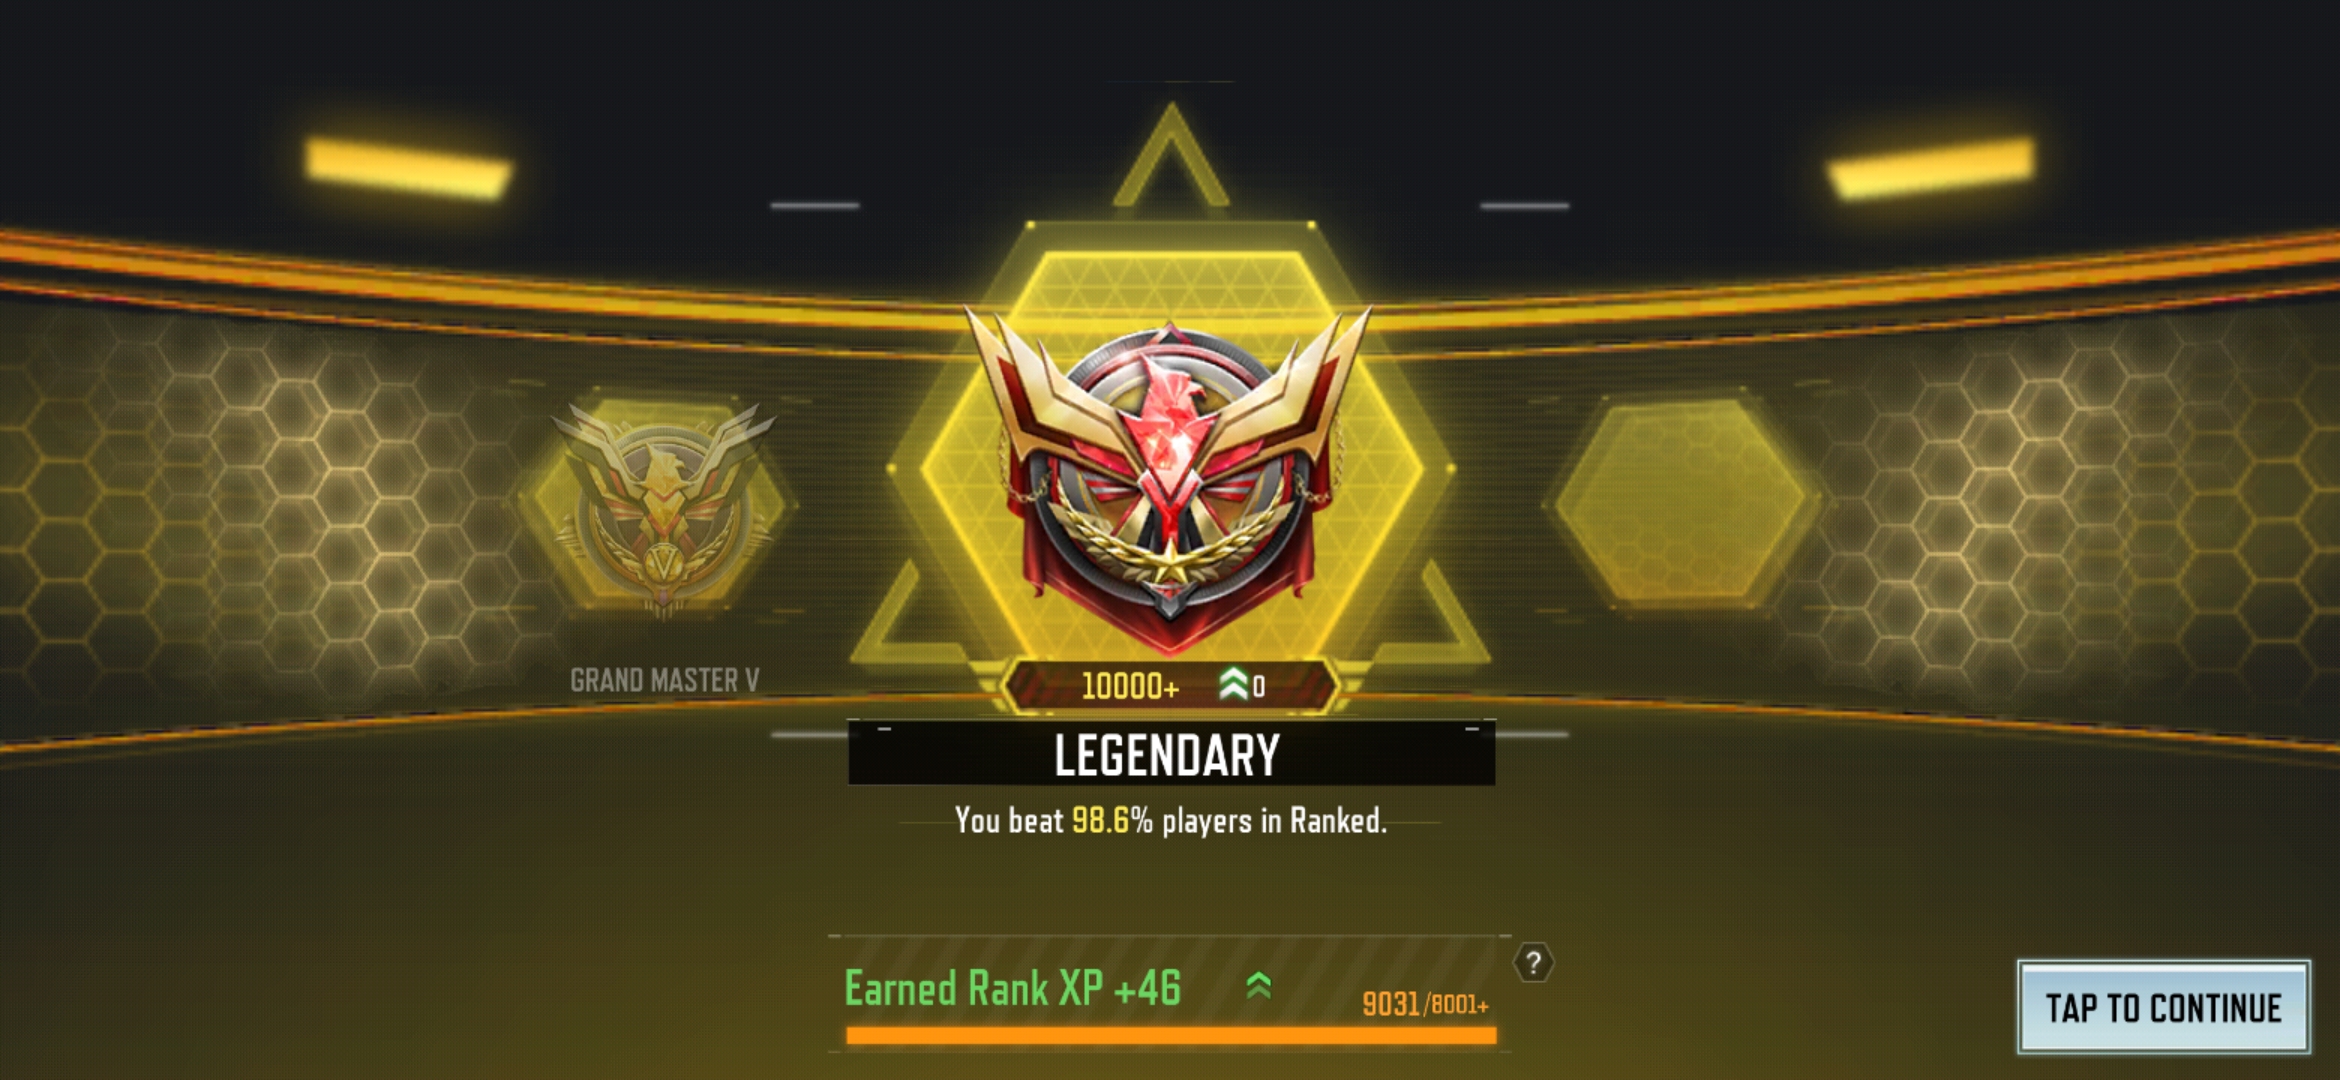 GRAND MASTER V
10000+ 0
LEGENDARY
You beat 98.6% players in Ranked.
Earned Rank XP +46
9031/8001+
?
TAP TO CONTINUE
V